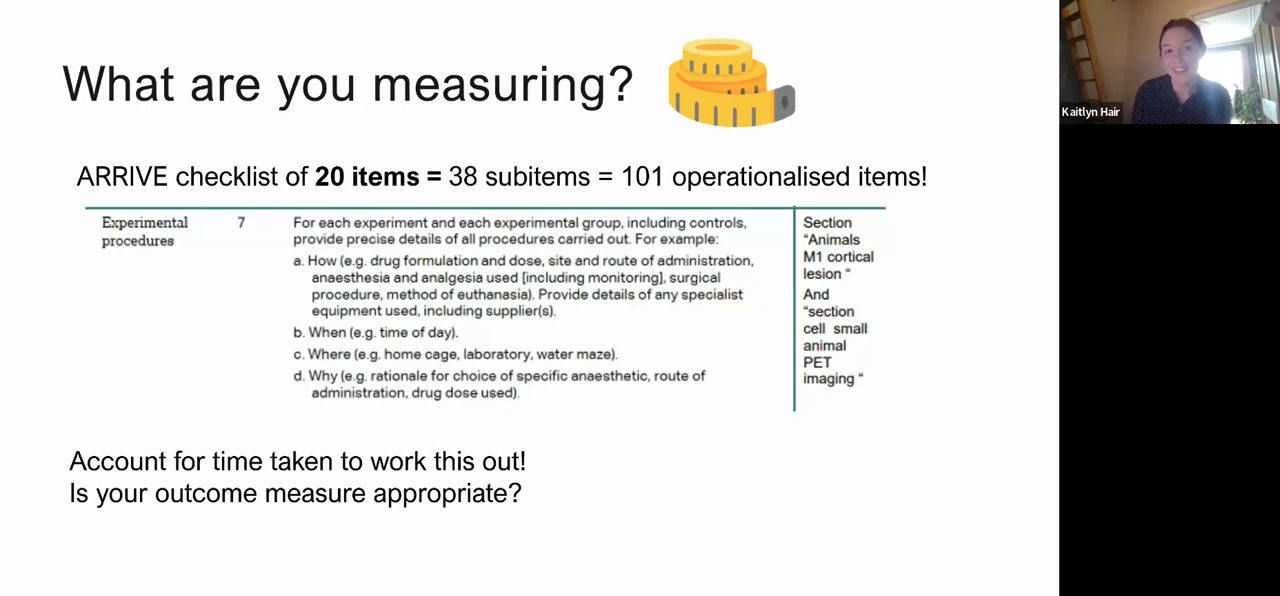 What are you measuring?
Kaitlyn Hair
ARRIVE checklist of 20 items = 38 subitems = 101 operationalised items!
Experimental
procedures
7
For each experiment and each experimental group, including controls,
provide precise details of all procedures carried out. For example:
a. How (e.g. drug formulation and dose, site and route of administration,
anaesthesia and analgesia used [including monitoring], surgical
procedure, method of euthanasia). Provide details of any specialist
equipment used, including supplier(s).
b. When (e.g. time of day).
c. Where (e.g. home cage, laboratory, water maze).
d. Why (e.g. rationale for choice of specific anaesthetic, route of
administration, drug dose used).
Section
“Animals
M1 cortical
lesion “
And
“section
cell small
animal
PET
imaging “
Account for time taken to work this out!
Is your outcome measure appropriate?